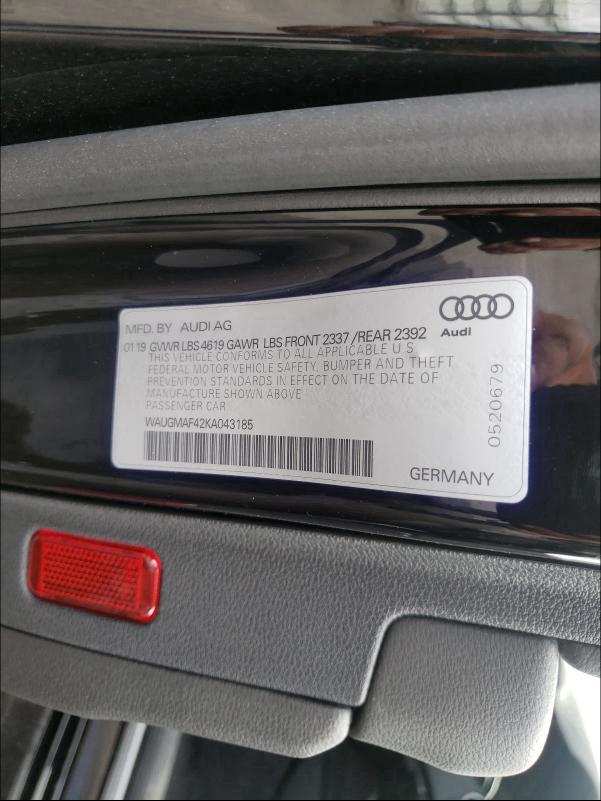 MFD. BY AUDI AG
Audi
01 19 GVWR LBS 4619 GAWR LBS FRONT 2337 /REAR 2392
THIS VEHICLE CONFORMS TO ALL APPLICABLE U S
FEDERAL MOTOR VEHICLE SAFETY, BUMPER AND THEFT
PREVENTION STANDARDS IN EFFECT ON THE DATE OF
MANUFACTURE SHOWN ABOVE
PASSENGER CAR
WAUGMAF42KA043185
GERMANY
0520679